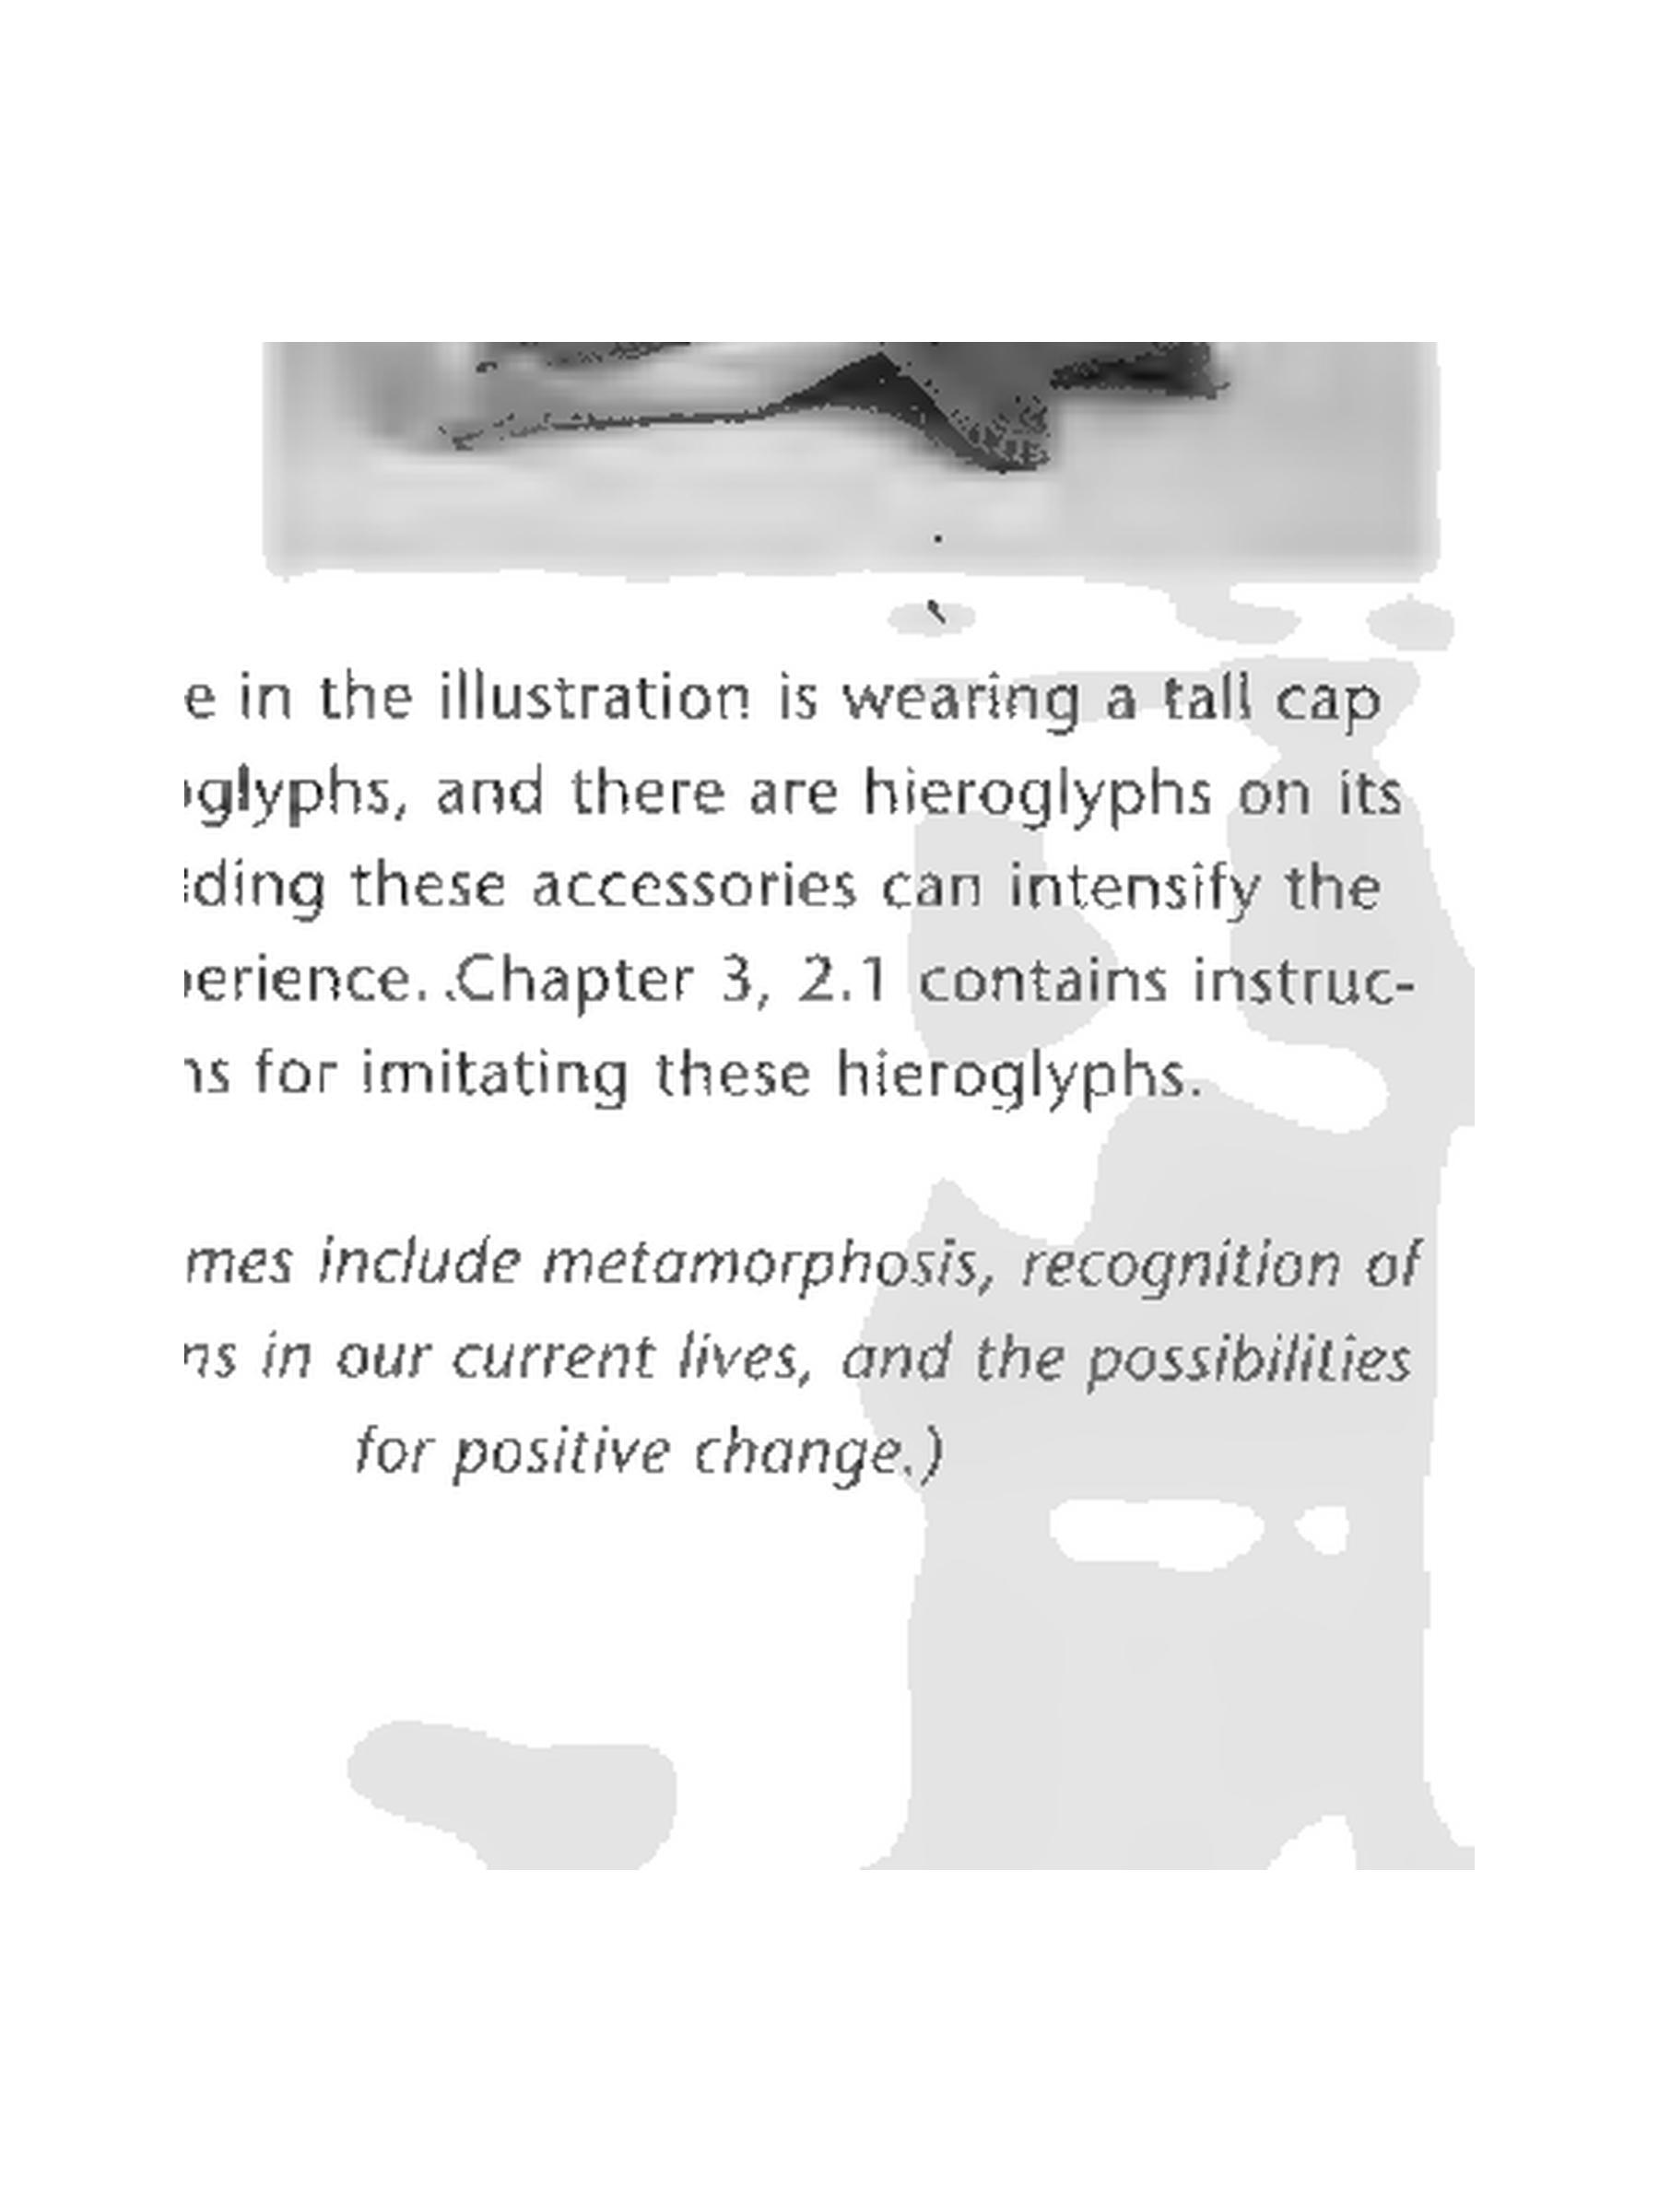 e in the illustration is wearing a tall cap
glyphs, and there are hieroglyphs on its
ding these accessories can intensify the
erience. Chapter 3, 2.1 contains instruc-
ns for imitating these hieroglyphs.
mes include metamorphosis, recognition of
ns in our current lives, and the possibilities
for positive change.)